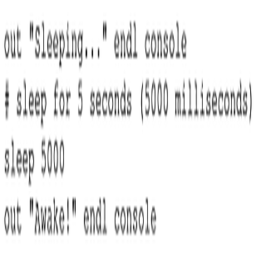 out "Sleeping..." endl console
# sleep for 5 seconds (5000 milliseconds)
sleep 5000
out "Awake!" endl console